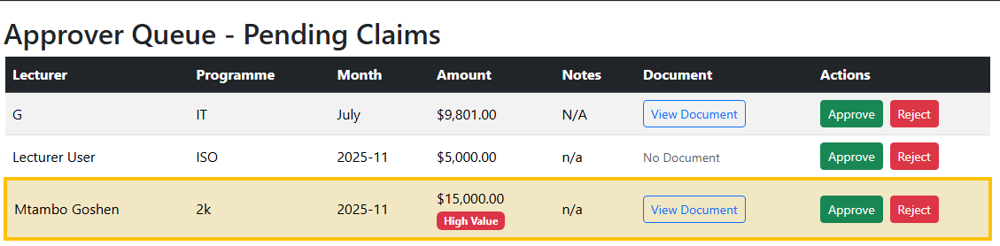 Approver Queue - Pending Claims
Lecturer Programme Month Amount Notes Document Actions
G IT July $9,801.00 N/A View Document Approve Reject
Lecturer User ISO 2025-11 $5,000.00 n/a No Document Approve Reject
Mtambo Goshen 2k 2025-11 $15,000.00 n/a View Document Approve Reject
High Value